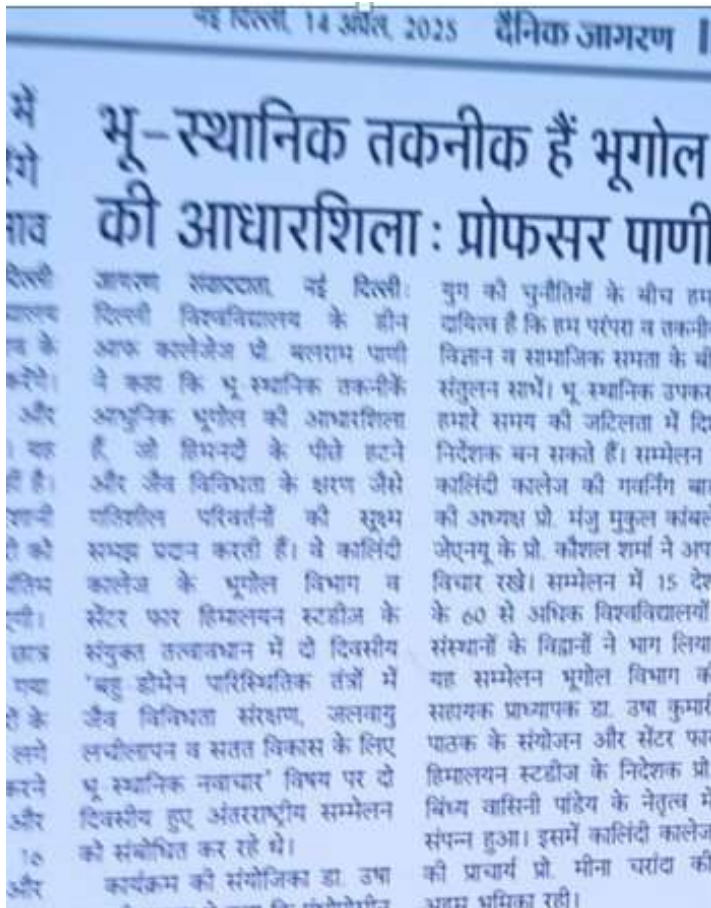 नई दिल्ली, 14 अप्रैल, 2025 दैनिक जागरण
भू-स्थानिक तकनीक हैं भूगोल
की आधारशिला : प्रोफसर पाणी
जागरण संवाददाता, नई दिल्ली:
दिल्ली विश्वविद्यालय के डीन
आफ कालेजेज प्रो. बलराम पाणी
ने कहा कि भू स्थानिक तकनीकें
आधुनिक भूगोल की आधारशिला
हैं, जो हिमनदों के पीछे हटने
और जैव विविधता के क्षरण जैसे
गतिशील परिवर्तनों की सूक्ष्म
समझ प्रदान करती हैं। वे कालिंदी
कालेज के भूगोल विभाग व
सेंटर फार हिमालयन स्टडीज के
संयुक्त तत्वावधान में दो दिवसीय
'बहु डोमेन पारिस्थितिक तंत्रों में
जैव विविधता संरक्षण, जलवायु
लचीलापन व सतत विकास के लिए
भू स्थानिक नवाचार' विषय पर दो
दिवसीय हुए अंतरराष्ट्रीय सम्मेलन
को संबोधित कर रहे थे।
कार्यक्रम की संयोजिका डा. उषा
युग की चुनौतियों के बीच हम
दायित्व है कि हम परंपरा व तकनी
विज्ञान व सामाजिक समता के बी
संतुलन साधें। भू स्थानिक उपकर
हमारे समय की जटिलता में दि
निर्देशक बन सकते हैं। सम्मेलन
कालिंदी कालेज की गवर्निंग बा
की अध्यक्ष प्रो. मंजु मुकुल कांबले
जेएनयू के प्रो. कौशल शर्मा ने अप
विचार रखे। सम्मेलन में 15 देश
के 60 से अधिक विश्वविद्यालयों
संस्थानों के विद्वानों ने भाग लिया
यह सम्मेलन भूगोल विभाग क
सहायक प्राध्यापक डा. उषा कुमारी
पाठक के संयोजन और सेंटर फार
हिमालयन स्टडीज के निदेशक प्रो
बिंध्य वासिनी पांडेय के नेतृत्व में
संपन्न हुआ। इसमें कालिंदी कालेज
की प्राचार्य प्रो. मीना चरांदा की
अहम भूमिका रही।